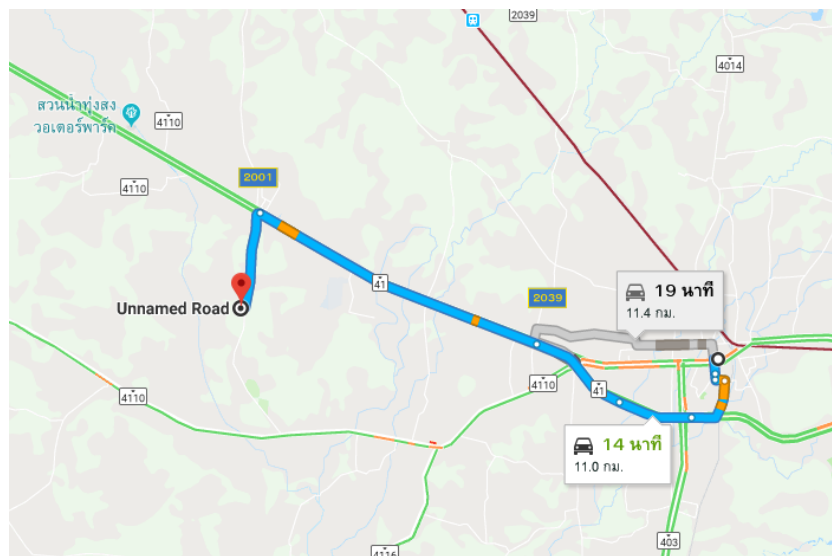 2039
4014
สวนน้ำทุ่งสง
วอเตอร์พาร์ค
4110
4110
2001
41
2039
19 นาที
11.4 กม.
Unnamed Road
4110
4110
41
14 นาที
11.0 กม.
403
4116